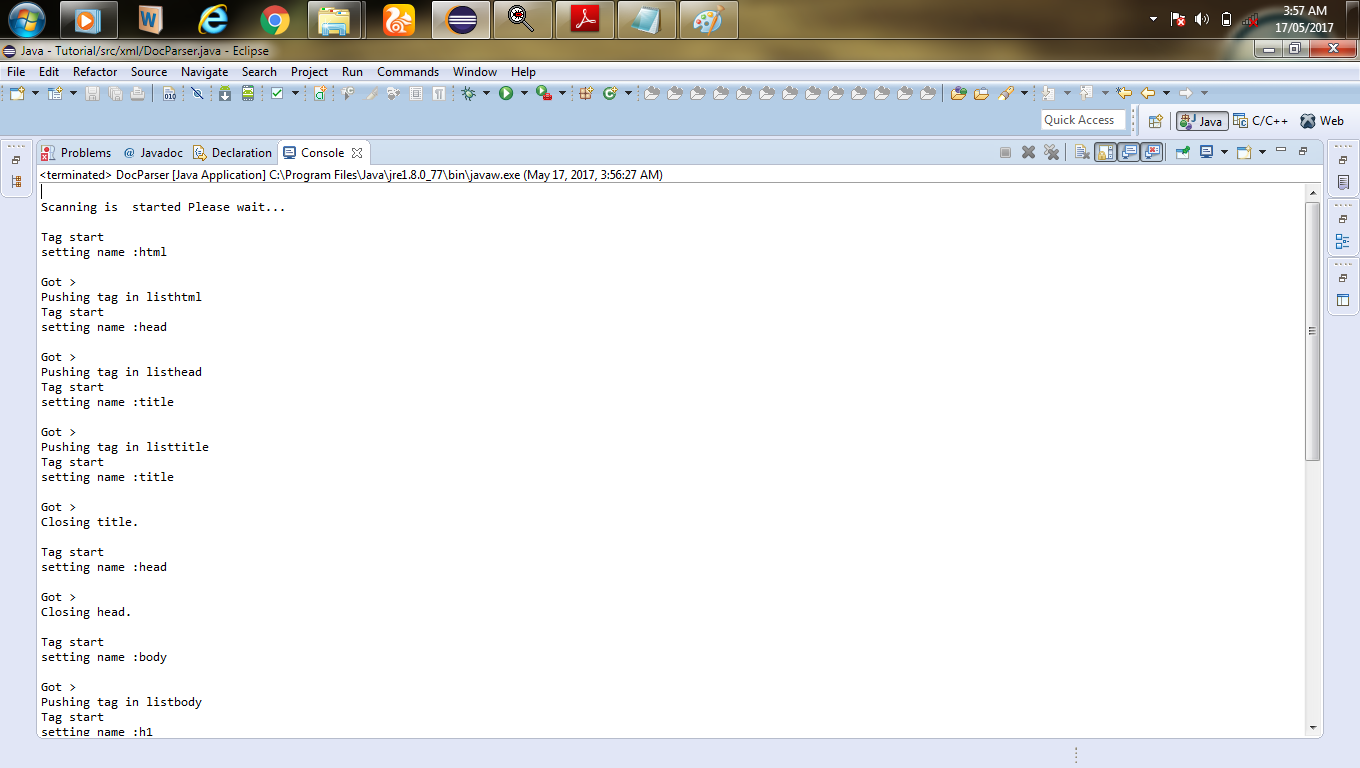 3:57 AM
17/05/2017
Java - Tutorial/src/xml/DocParser.java - Eclipse
File Edit Refactor Source Navigate Search Project Run Commands Window Help
Quick Access
Java C/C++ Web
Problems @ Javadoc Declaration Console
<terminated> DocParser [Java Application] C:\Program Files\Java\jre1.8.0_77\bin\javaw.exe (May 17, 2017, 3:56:27 AM)
Scanning is  started Please wait...
Tag start
setting name :html
Got >
Pushing tag in listhtml
Tag start
setting name :head
Got >
Pushing tag in listhead
Tag start
setting name :title
Got >
Pushing tag in listtitle
Tag start
setting name :title
Got >
Closing title.
Tag start
setting name :head
Got >
Closing head.
Tag start
setting name :body
Got >
Pushing tag in listbody
Tag start
setting name :h1